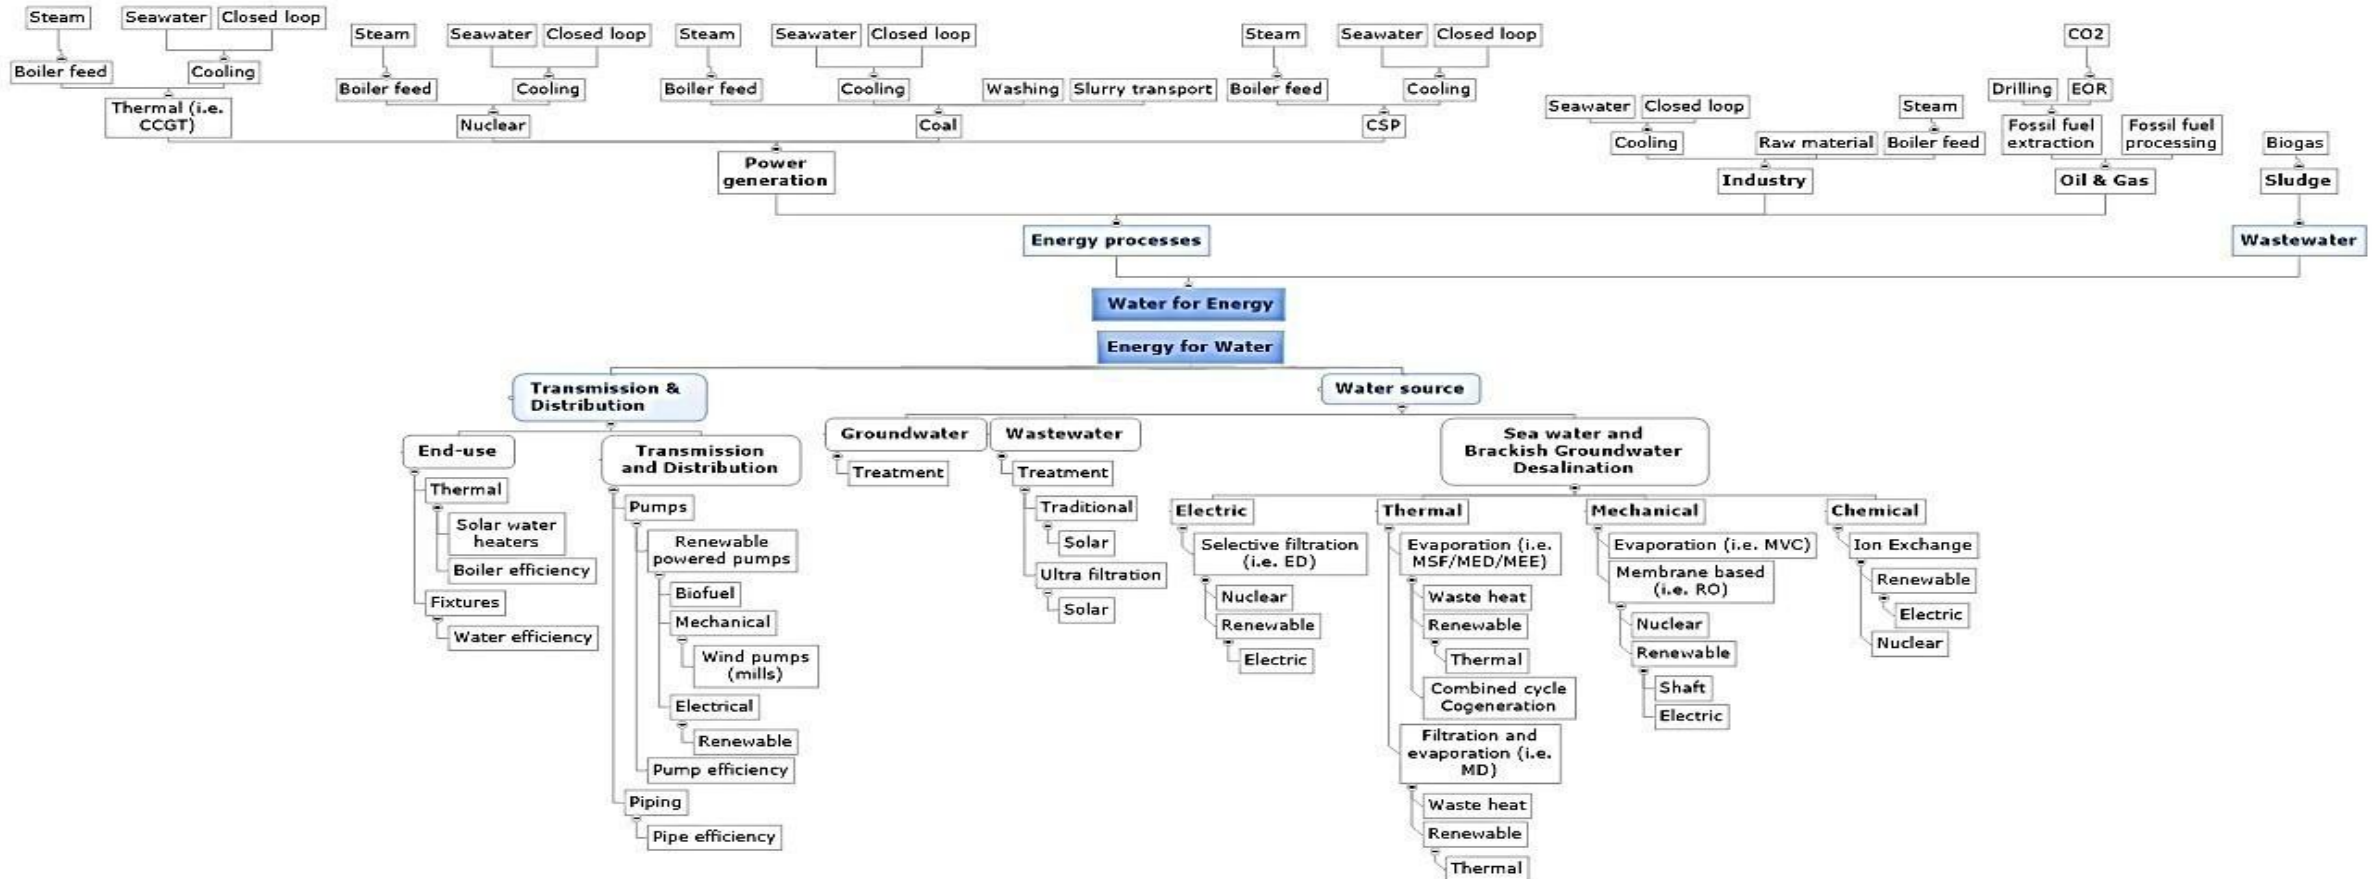 Steam
Seawater
Closed loop
Boiler feed
Cooling
Thermal (i.e.
CCGT)
Steam
Seawater
Closed loop
Boiler feed
Cooling
Nuclear
Steam
Seawater
Closed loop
Boiler feed
Cooling
Washing
Slurry transport
Coal
Steam
Seawater
Closed loop
Boiler feed
Cooling
CSP
Power
generation
Seawater
Closed loop
Cooling
Raw material
Steam
Boiler feed
Industry
CO2
Drilling
EOR
Fossil fuel
extraction
Fossil fuel
processing
Oil & Gas
Biogas
Sludge
Energy processes
Wastewater
Water for Energy
Energy for Water
Transmission &
Distribution
Water source
End-use
Thermal
Solar water
heaters
Boiler efficiency
Fixtures
Water efficiency
Transmission
and Distribution
Pumps
Renewable
powered pumps
Biofuel
Mechanical
Wind pumps
(mills)
Electrical
Renewable
Pump efficiency
Piping
Pipe efficiency
Groundwater
Treatment
Wastewater
Treatment
Traditional
Solar
Ultra filtration
Solar
Sea water and
Brackish Groundwater
Desalination
Electric
Selective filtration
(i.e. ED)
Nuclear
Renewable
Electric
Thermal
Evaporation (i.e.
MSF/MED/MEE)
Waste heat
Renewable
Thermal
Combined cycle
Cogeneration
Filtration and
evaporation (i.e.
MD)
Waste heat
Renewable
Thermal
Mechanical
Evaporation (i.e. MVC)
Membrane based
(i.e. RO)
Nuclear
Renewable
Shaft
Electric
Chemical
Ion Exchange
Renewable
Electric
Nuclear